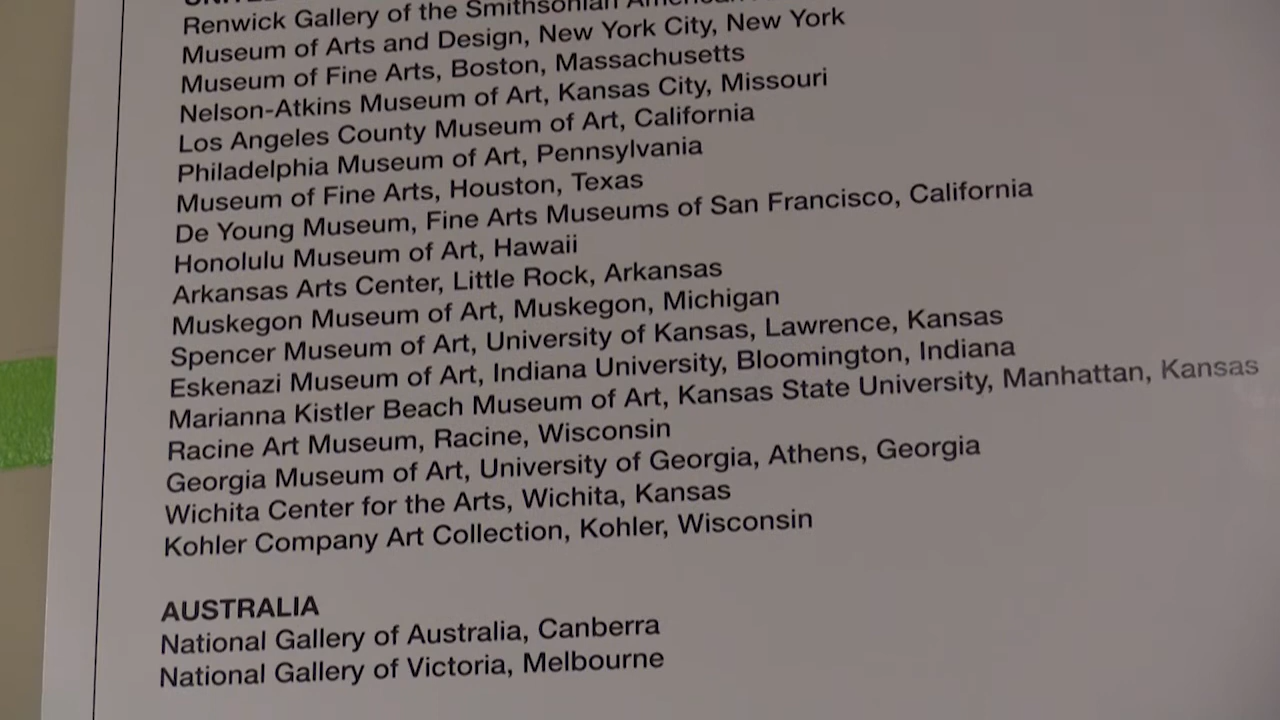 Renwick Gallery of the Smithsonian American
Museum of Arts and Design, New York City, New York
Museum of Fine Arts, Boston, Massachusetts
Nelson-Atkins Museum of Art, Kansas City, Missouri
Los Angeles County Museum of Art, California
Philadelphia Museum of Art, Pennsylvania
Museum of Fine Arts, Houston, Texas
De Young Museum, Fine Arts Museums of San Francisco, California
Honolulu Museum of Art, Hawaii
Arkansas Arts Center, Little Rock, Arkansas
Muskegon Museum of Art, Muskegon, Michigan
Spencer Museum of Art, University of Kansas, Lawrence, Kansas
Eskenazi Museum of Art, Indiana University, Bloomington, Indiana
Marianna Kistler Beach Museum of Art, Kansas State University, Manhattan, Kansas
Racine Art Museum, Racine, Wisconsin
Georgia Museum of Art, University of Georgia, Athens, Georgia
Wichita Center for the Arts, Wichita, Kansas
Kohler Company Art Collection, Kohler, Wisconsin
AUSTRALIA
National Gallery of Australia, Canberra
National Gallery of Victoria, Melbourne